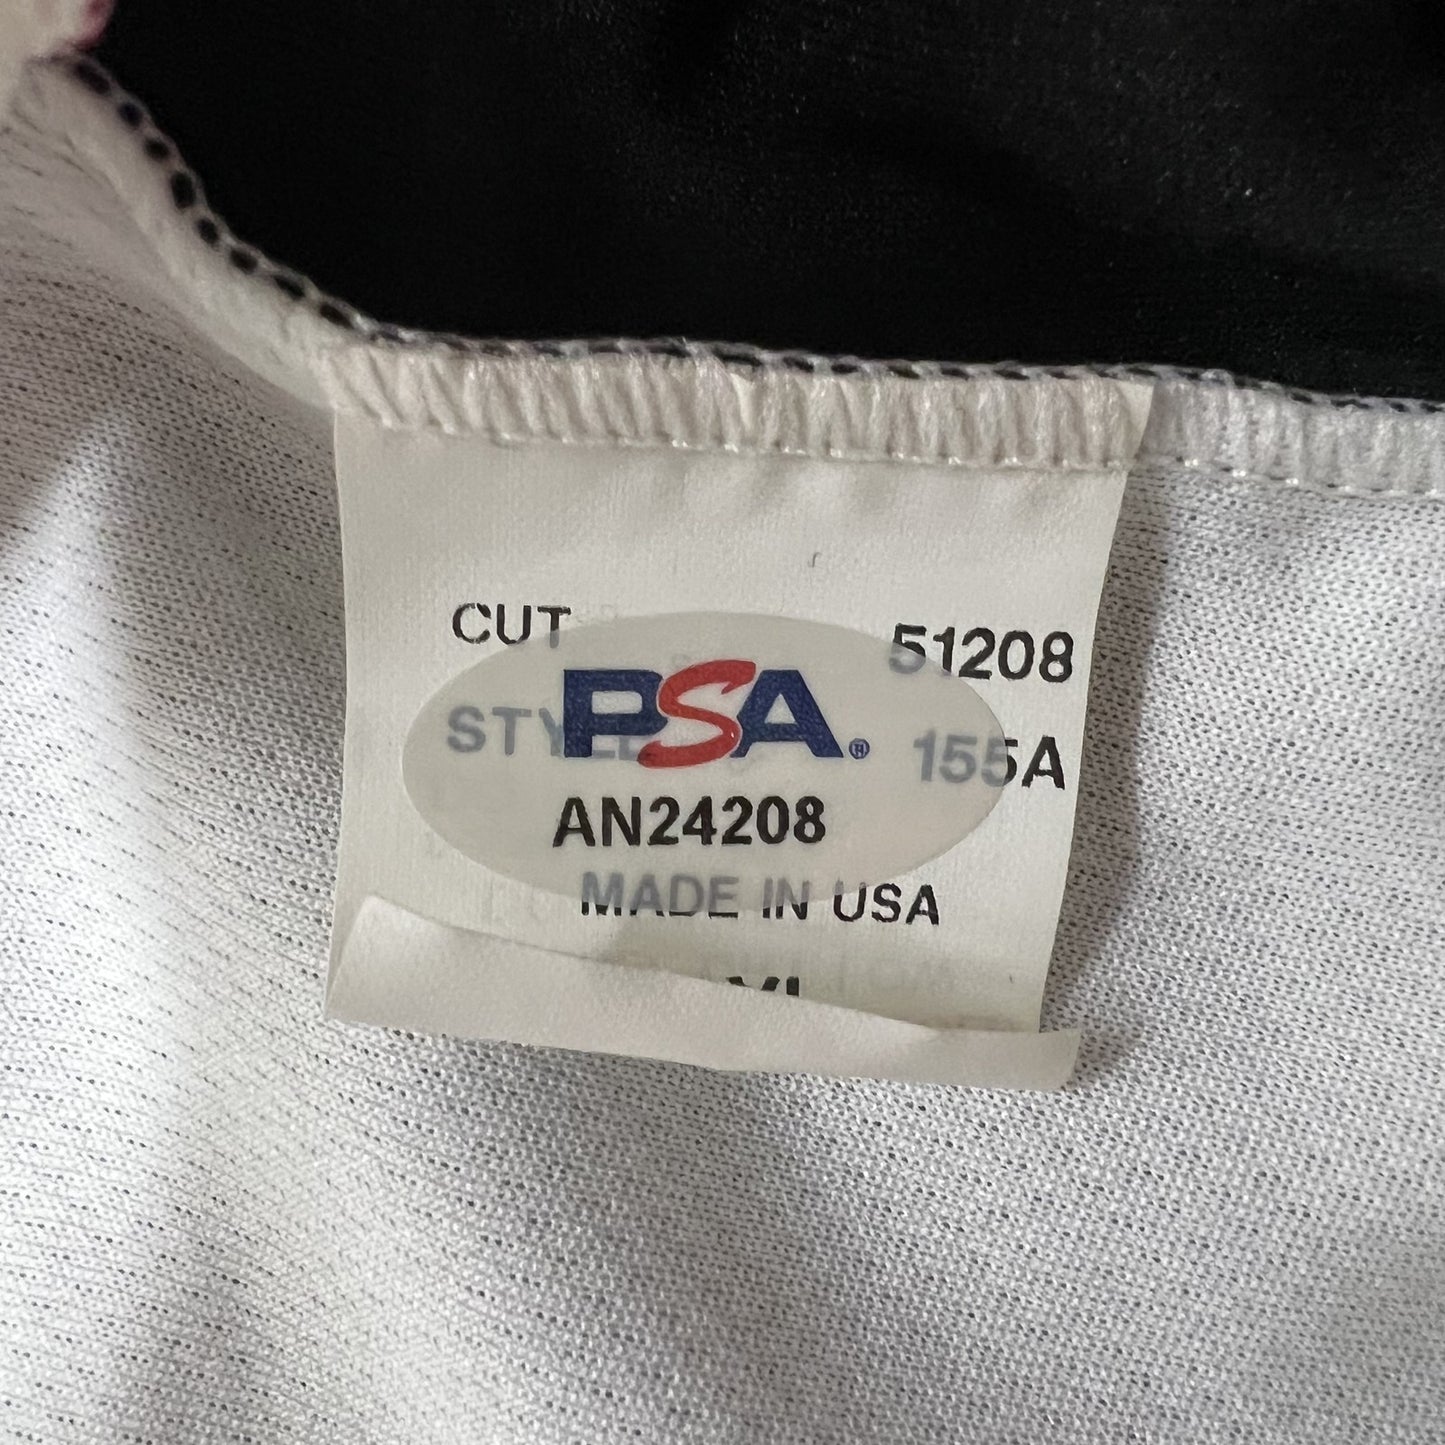 CUT 51208
STYLE 155A
PSA®
AN24208
MADE IN USA